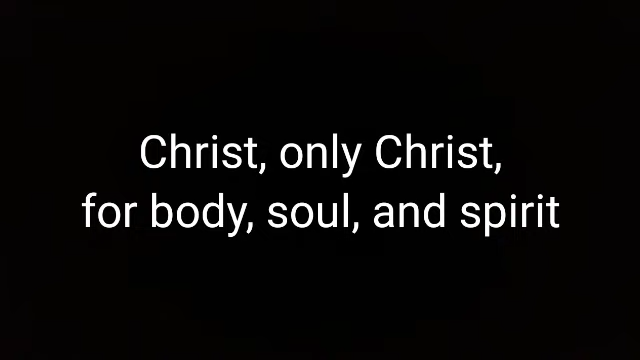 Christ, only Christ,
for body, soul, and spirit